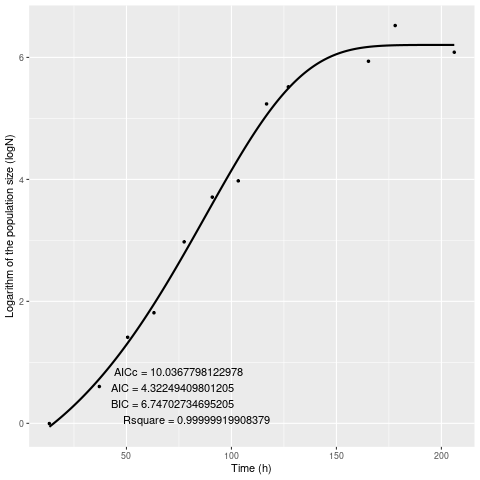 Logarithm of the population size (logN)
6
4
2
0
AICc = 10.0367798122978
AIC = 4.32249409801205
BIC = 6.74702734695205
Rsquare = 0.99999919908379
50
100
150
200
Time (h)